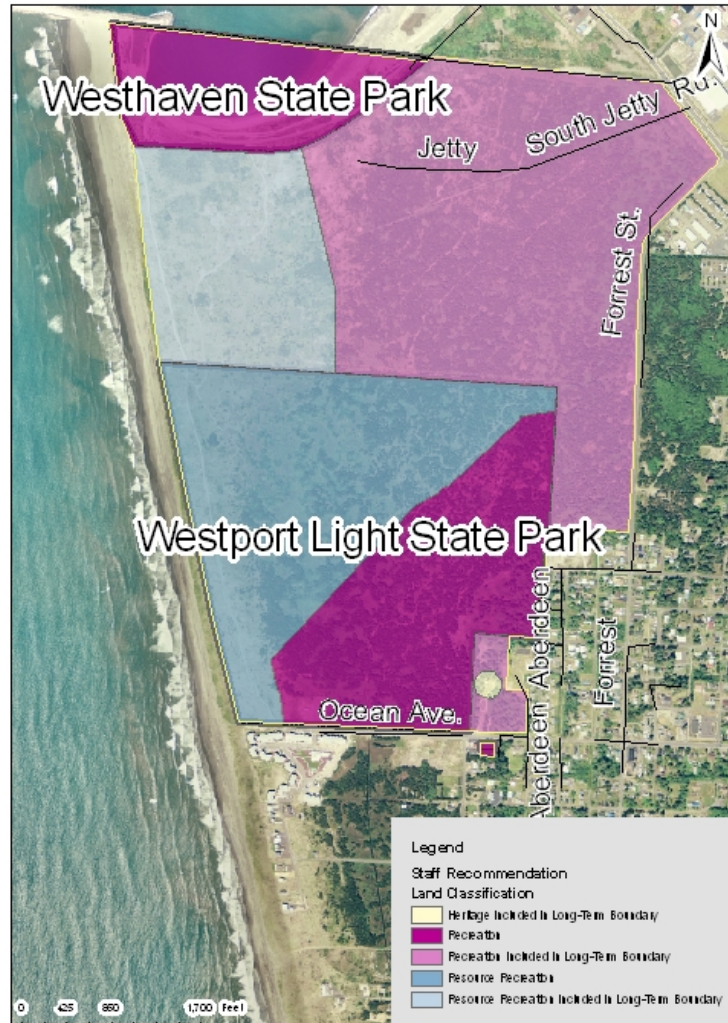 N
Westhaven State Park
Jetty
South Jetty Rd.
Forrest St.
Westport Light State Park
Aberdeen
Aberdeen
Aberdeen
Forrest
Ocean Ave.
Legend
Staff Recommendation
Land Classification
Heritage Included In Long-Term Boundary
Recreation
Recreation Included In Long-Term Boundary
Resource Recreation
Resource Recreation Included In Long-Term Boundary
0 425 850 1,700 Feet